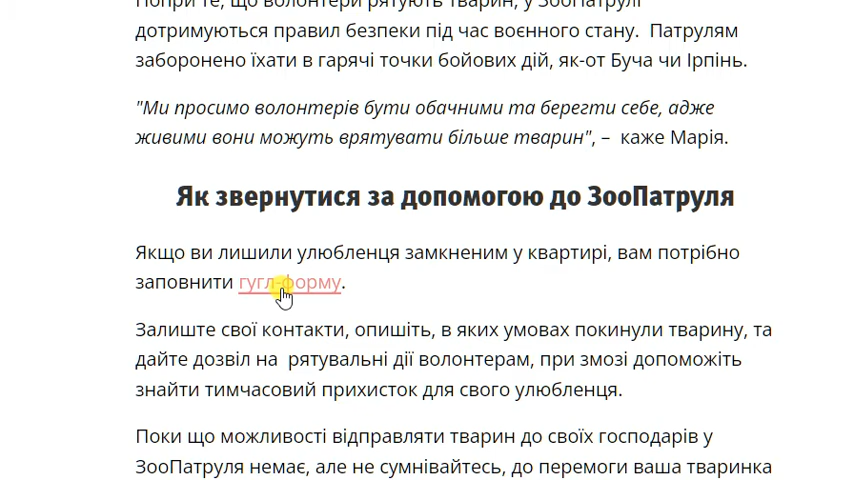 Попри те, що волонтери рятують тварин, у ЗооПатрулі
дотримуються правил безпеки під час воєнного стану. Патрулям
заборонено їхати в гарячі точки бойових дій, як-от Буча чи Ірпінь.
"Ми просимо волонтерів бути обачними та берегти себе, адже
живими вони можуть врятувати більше тварин", – каже Марія.
Як звернутися за допомогою до ЗооПатруля
Якщо ви лишили улюбленця замкненим у квартирі, вам потрібно
заповнити гугл-форму.
Залиште свої контакти, опишіть, в яких умовах покинули тварину, та
дайте дозвіл на рятувальні дії волонтерам, при змозі допоможіть
знайти тимчасовий прихисток для свого улюбленця.
Поки що можливості відправляти тварин до своїх господарів у
ЗооПатруля немає, але не сумнівайтесь, до перемоги ваша тваринка